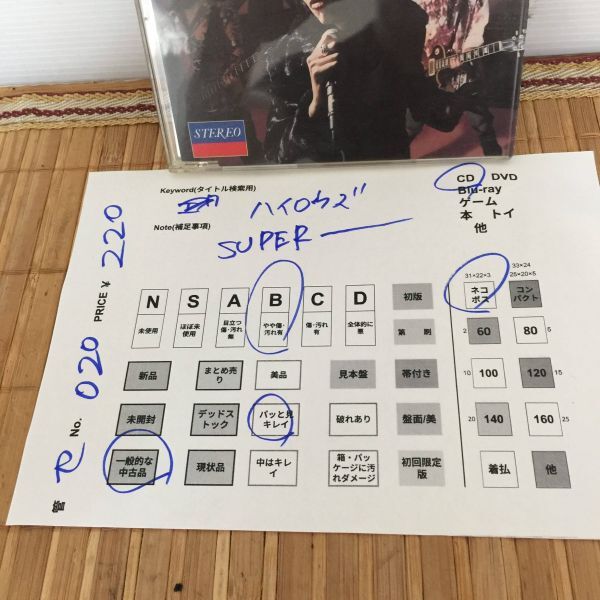 STEREO
Keyword(タイトル検索用)
ハイロウズ
Note(補足事項)
SUPER
CD DVD
Blu-ray
ゲーム
本 トイ
他
PRICE ¥ 220
No. 020
N S A B C D
未使用
ほぼ未使用
目立つ傷・汚れ無
やや傷・汚れ有
傷・汚れ有
全体的に悪
初版
第 刷
新品 まとめ売り 美品 見本盤 帯付き
未開封 デッドストック パッと見キレイ 破れあり 盤面/美
一般的な中古品 現状品 中はキレイ 箱・パッケージに汚れダメージ 初回限定版
31×22×3
33×24
25×20×5
ネコポス コンパクト
2 60 80 5
10 100 120 15
20 140 160 25
着払 他